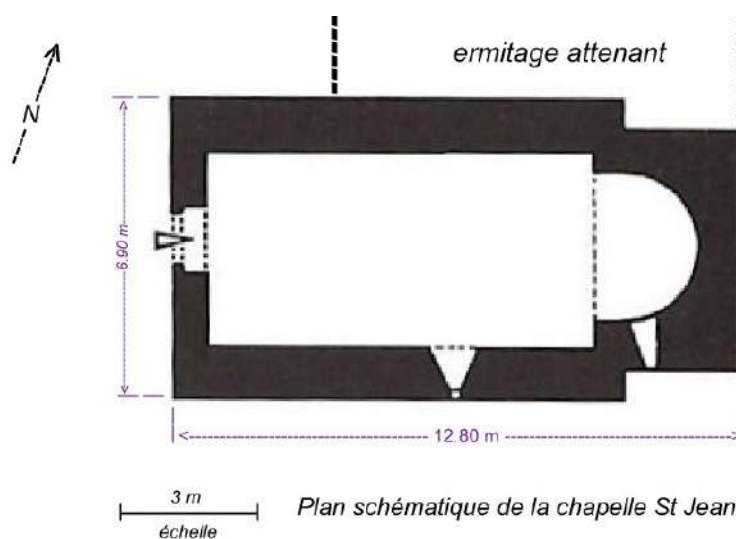 ermitage attenant
N
6.90 m
12.80 m
3 m
échelle
Plan schématique de la chapelle St Jean